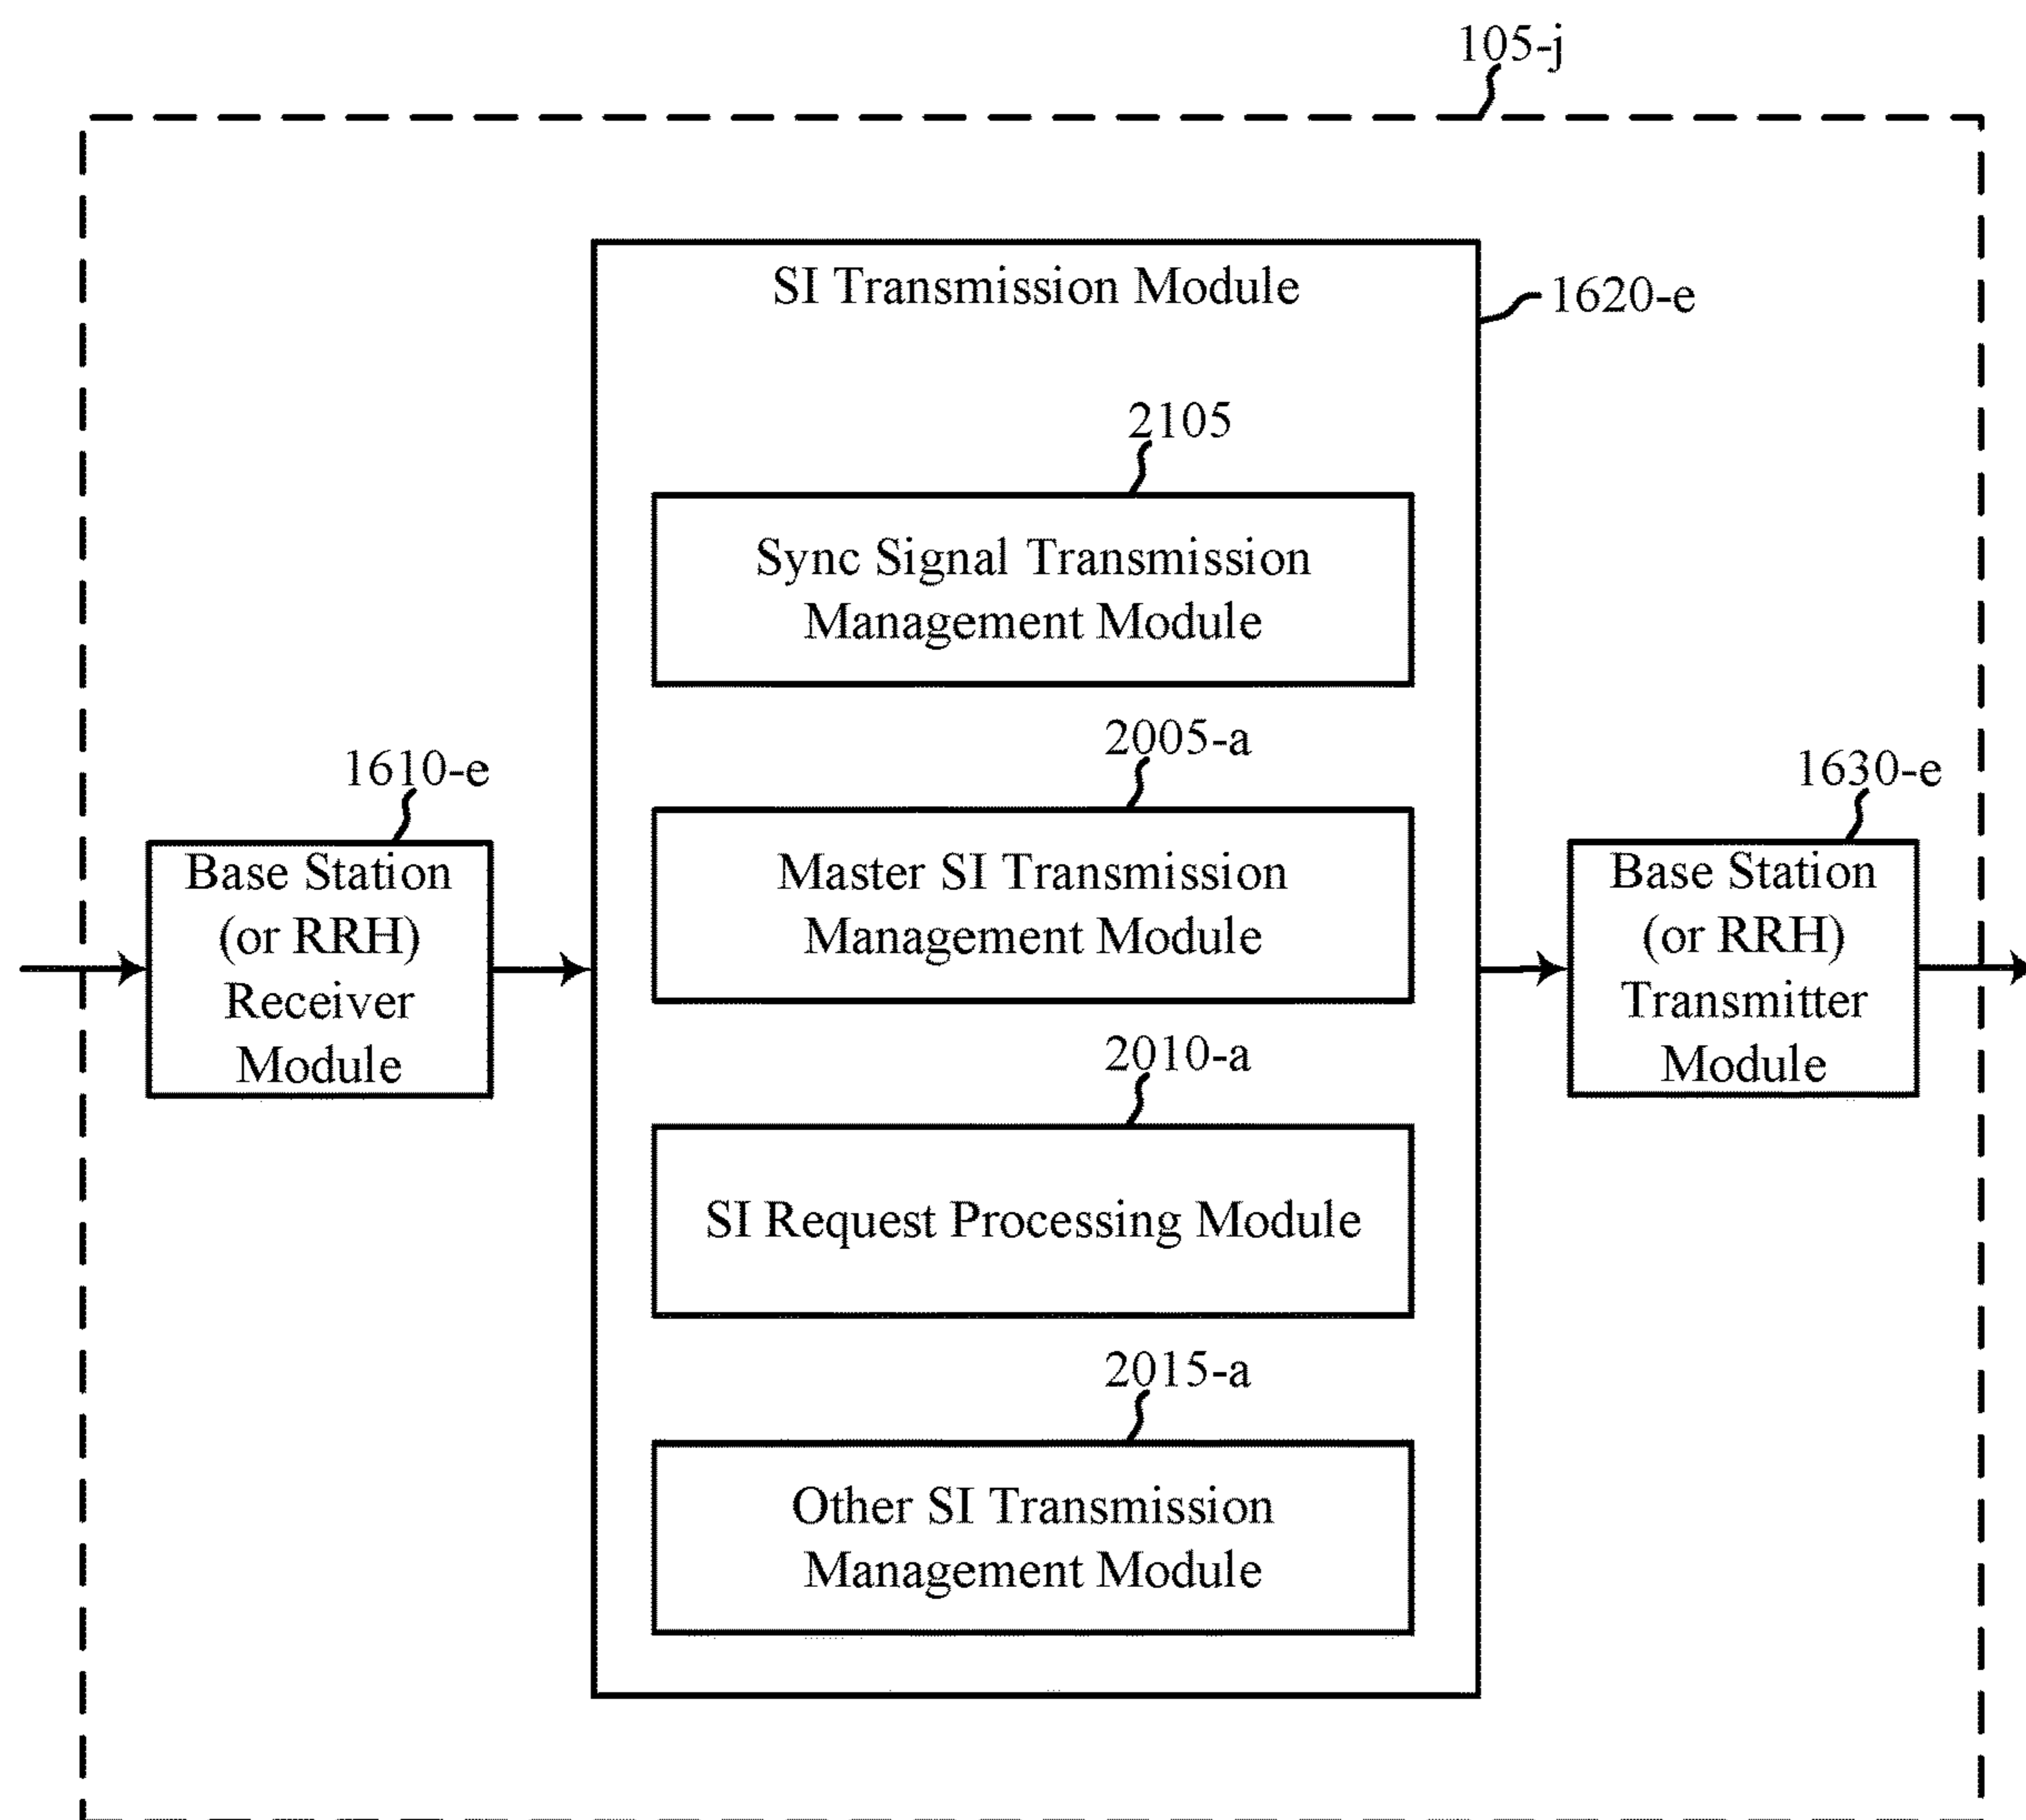 105-j
SI Transmission Module
1620-e
2105
Sync Signal Transmission
Management Module
2005-a
1610-e
1630-e
Base Station
(or RRH)
Receiver
Module
Master SI Transmission
Management Module
Base Station
(or RRH)
Transmitter
Module
2010-a
SI Request Processing Module
2015-a
Other SI Transmission
Management Module